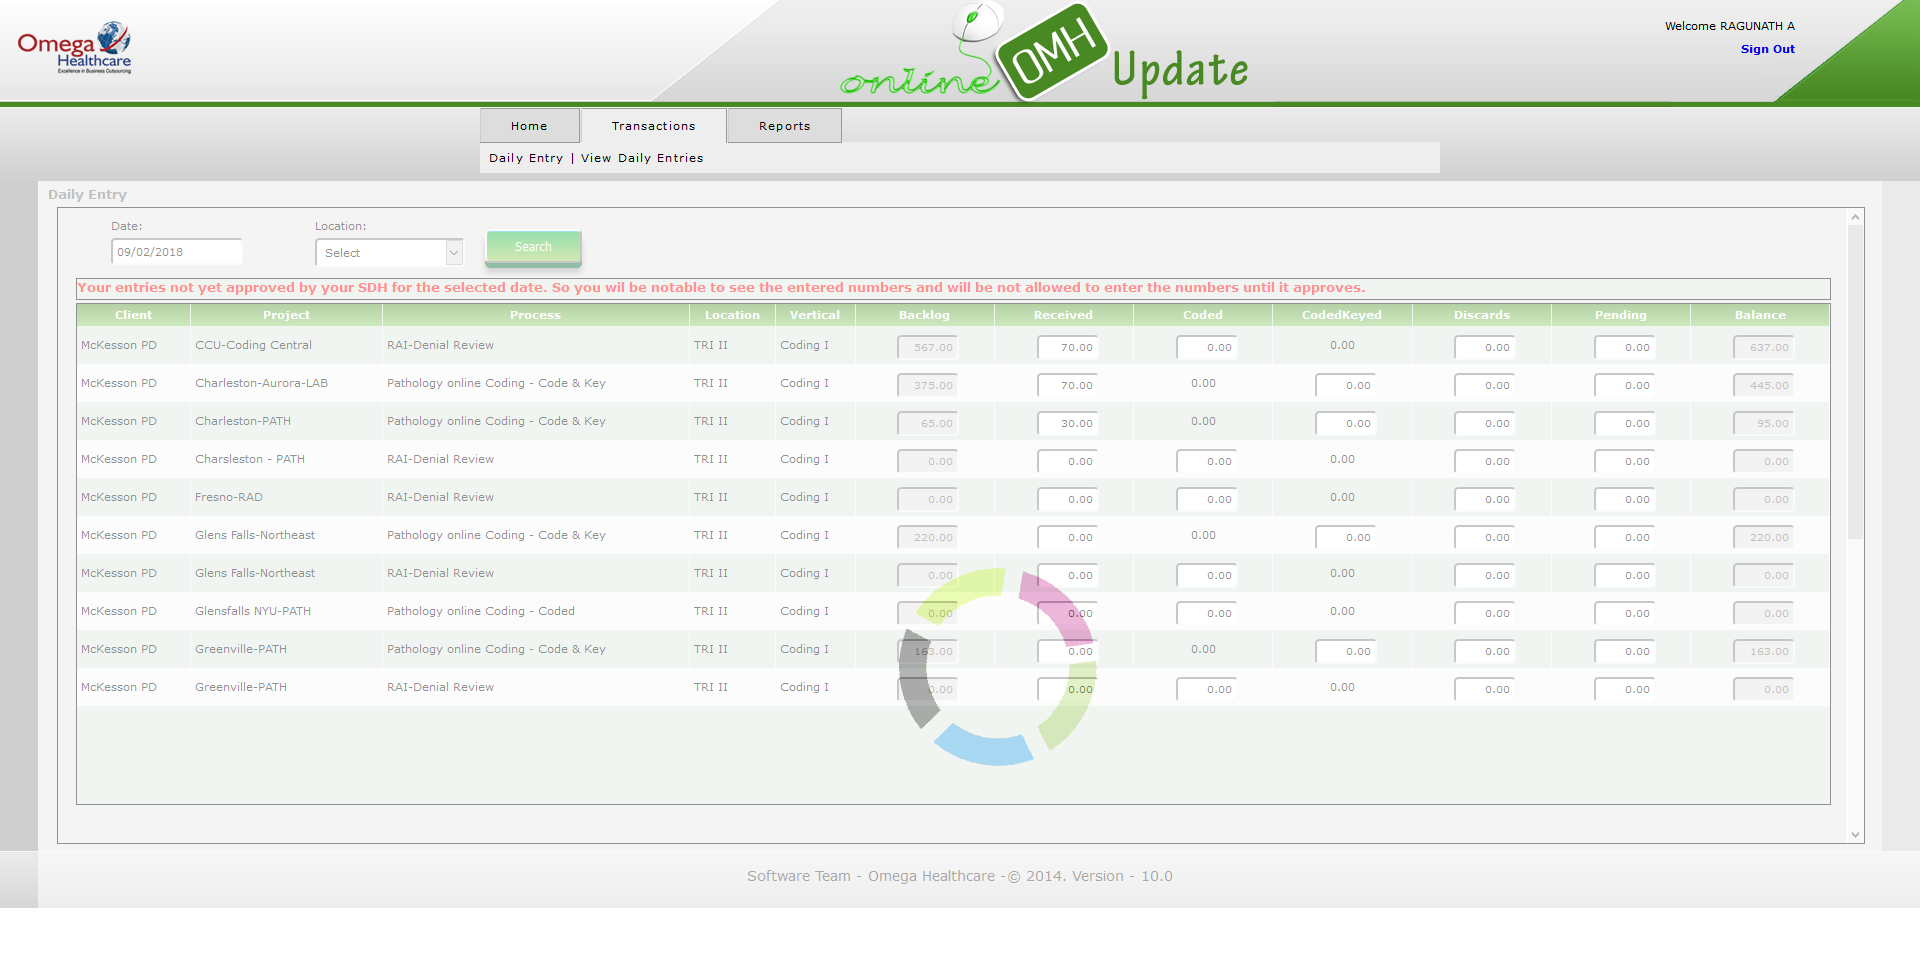 Omega
Healthcare
Excellence in Business Outsourcing
online OMH Update
Welcome RAGUNATH A
Sign Out
Home Transactions Reports
Daily Entry | View Daily Entries
Daily Entry
Date: Location:
09/02/2018 Select Search
Your entries not yet approved by your SDH for the selected date. So you wil be notable to see the entered numbers and will be not allowed to enter the numbers until it approves.
Client Project Process Location Vertical Backlog Received Coded CodedKeyed Discards Pending Balance
McKesson PD CCU-Coding Central RAI-Denial Review TRI II Coding I 567.00 70.00 0.00 0.00 0.00 0.00 637.00
McKesson PD Charleston-Aurora-LAB Pathology online Coding - Code & Key TRI II Coding I 375.00 70.00 0.00 0.00 0.00 0.00 445.00
McKesson PD Charleston-PATH Pathology online Coding - Code & Key TRI II Coding I 65.00 30.00 0.00 0.00 0.00 0.00 95.00
McKesson PD Charsleston - PATH RAI-Denial Review TRI II Coding I 0.00 0.00 0.00 0.00 0.00 0.00 0.00
McKesson PD Fresno-RAD RAI-Denial Review TRI II Coding I 0.00 0.00 0.00 0.00 0.00 0.00 0.00
McKesson PD Glens Falls-Northeast Pathology online Coding - Code & Key TRI II Coding I 220.00 0.00 0.00 0.00 0.00 0.00 220.00
McKesson PD Glens Falls-Northeast RAI-Denial Review TRI II Coding I 0.00 0.00 0.00 0.00 0.00 0.00 0.00
McKesson PD Glensfalls NYU-PATH Pathology online Coding - Coded TRI II Coding I 0.00 0.00 0.00 0.00 0.00 0.00 0.00
McKesson PD Greenville-PATH Pathology online Coding - Code & Key TRI II Coding I 163.00 0.00 0.00 0.00 0.00 0.00 163.00
McKesson PD Greenville-PATH RAI-Denial Review TRI II Coding I 0.00 0.00 0.00 0.00 0.00 0.00 0.00
Software Team - Omega Healthcare -© 2014. Version - 10.0